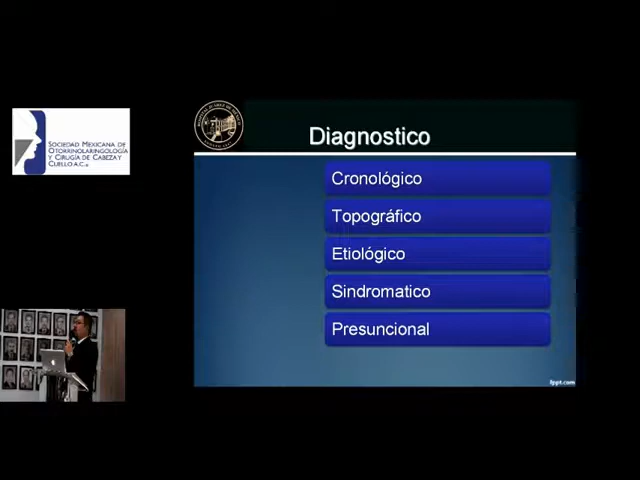 SOCIEDAD MEXICANA DE
OTORRINOLARINGOLOGÍA
Y CIRUGÍA DE CABEZA Y
CUELLO A.C.
Diagnostico
Cronológico
Topográfico
Etiológico
Sindromatico
Presuncional
fppt.com